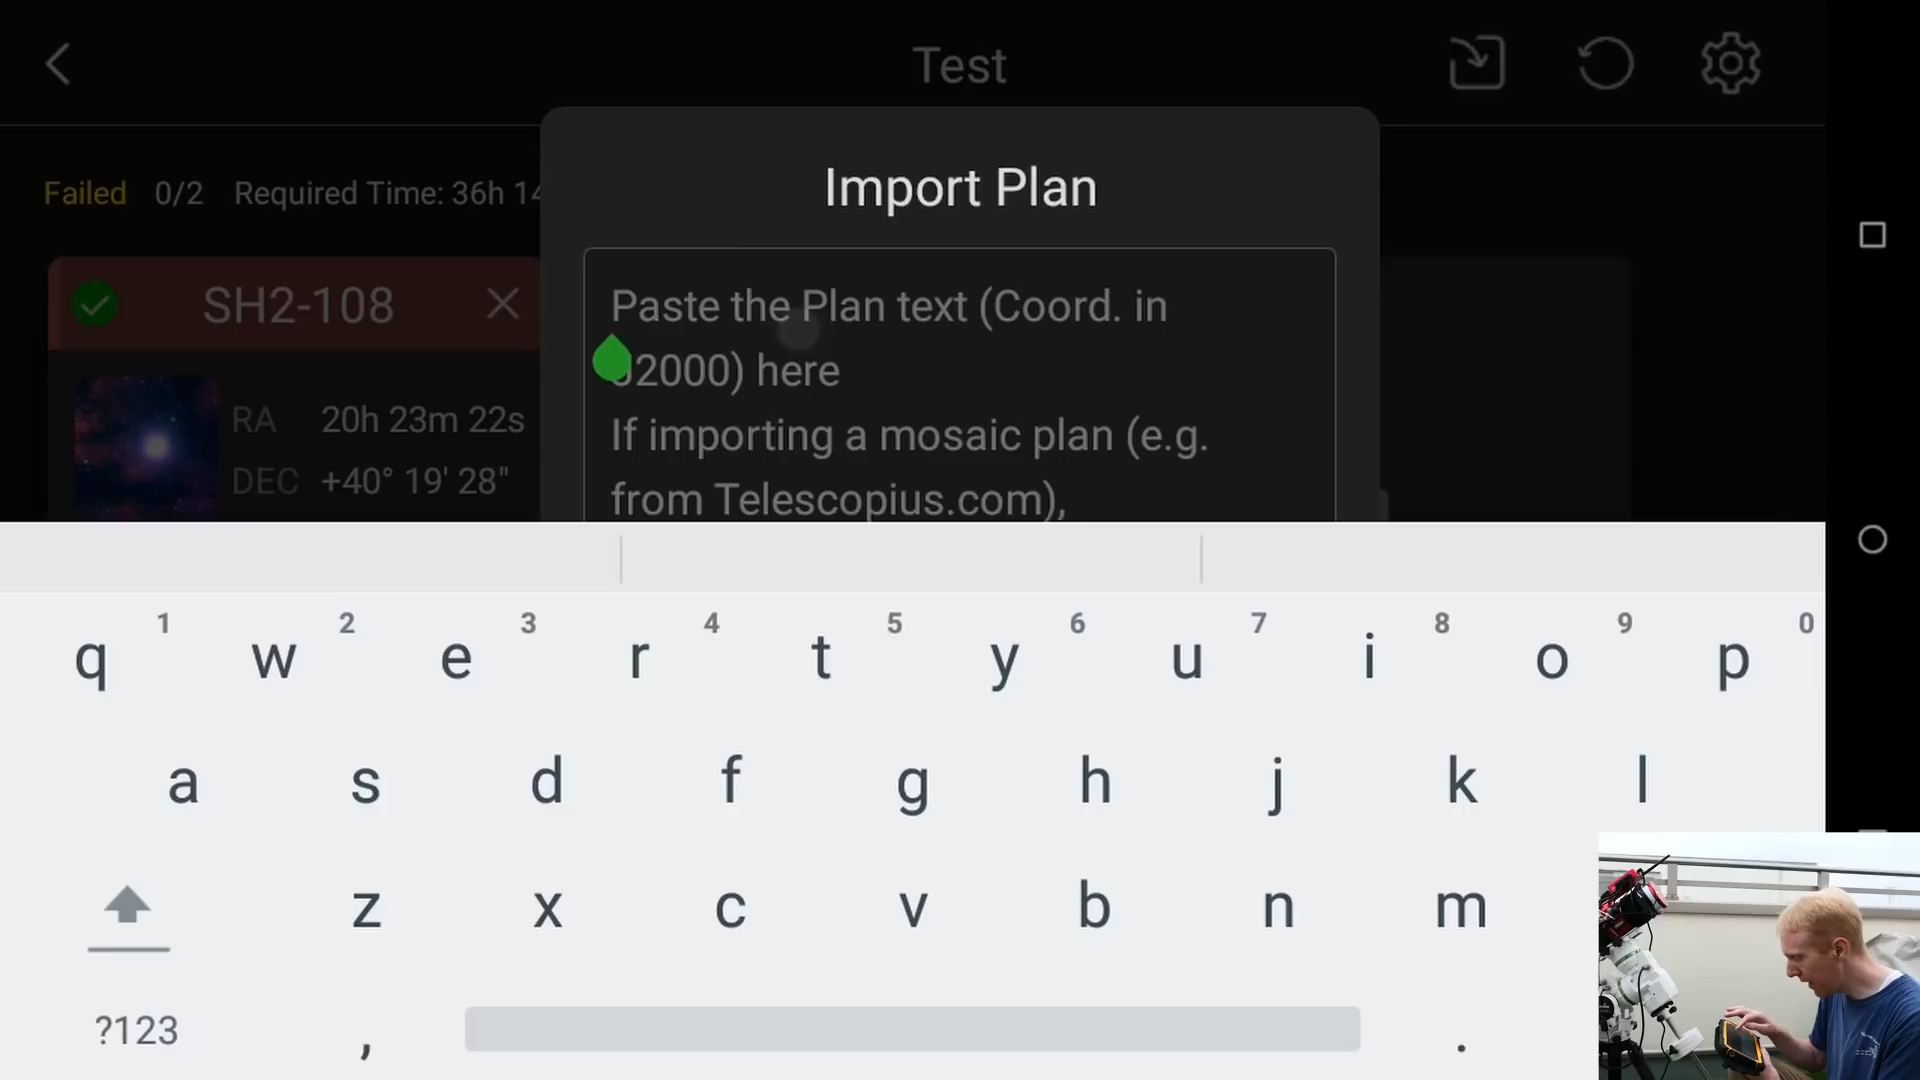 Test
Import Plan
Failed 0/2 Required Time: 36h 14
SH2-108
Paste the Plan text (Coord. in
J2000) here
If importing a mosaic plan (e.g.
from Telescopius.com),
RA 20h 23m 22s
DEC +40° 19' 28"
1 2 3 4 5 6 7 8 9 0
q w e r t y u i o p
a s d f g h j k l
z x c v b n m
?123 , .